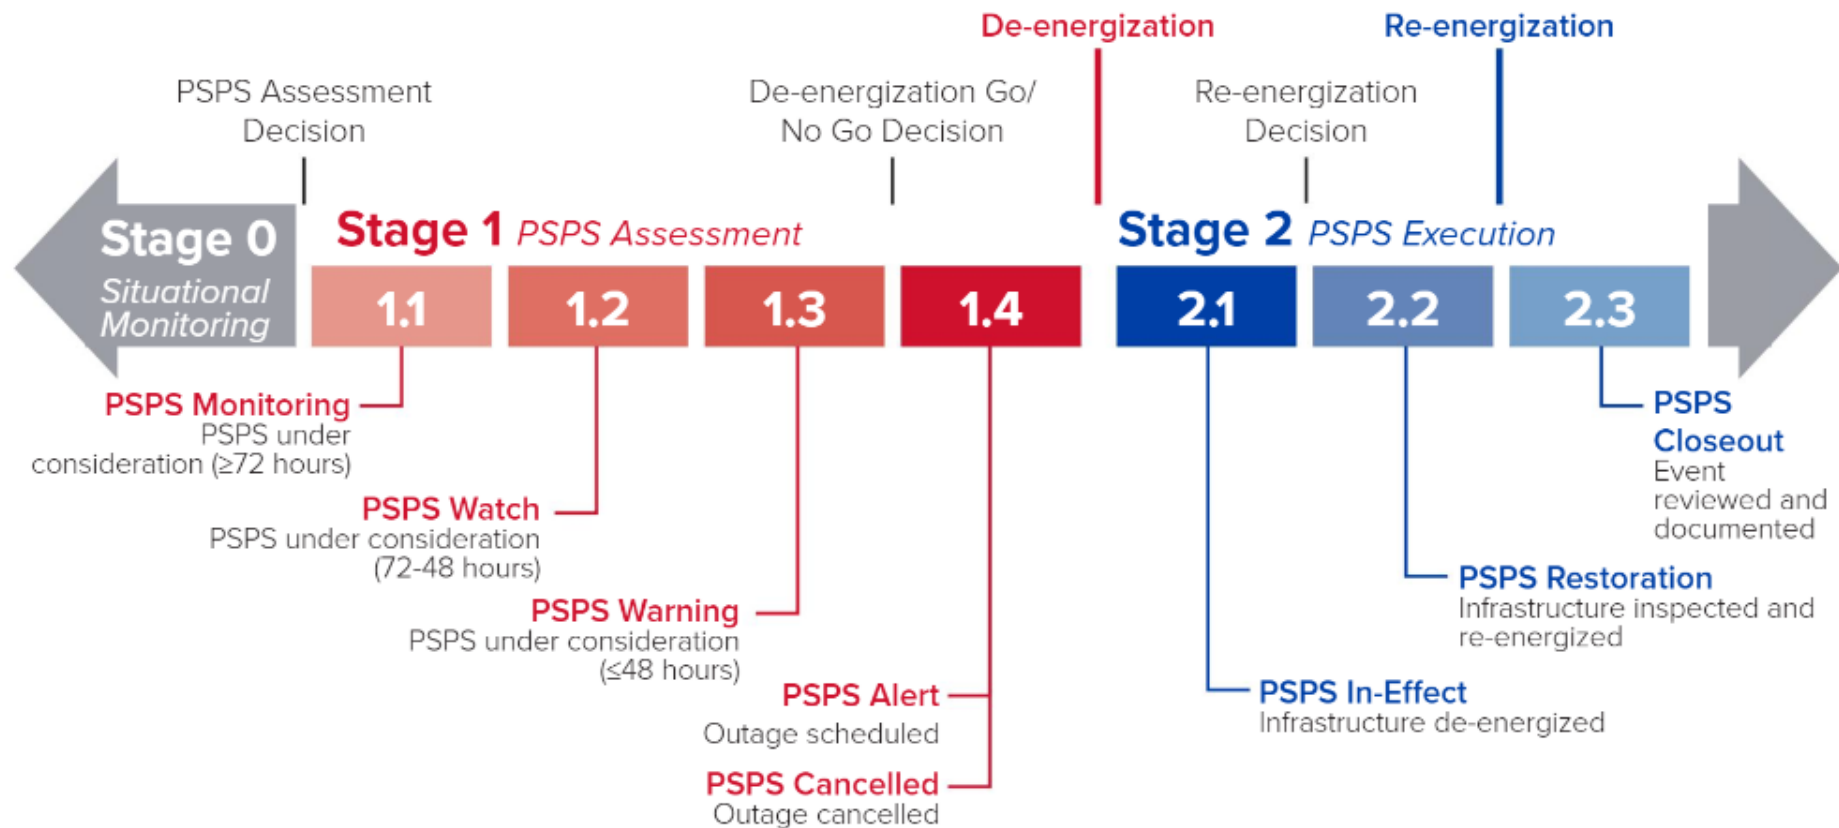 De-energization
Re-energization
PSPS Assessment
Decision
De-energization Go/
No Go Decision
Re-energization
Decision
Stage 0
Situational
Monitoring
Stage 1 PSPS Assessment
Stage 2 PSPS Execution
1.1
1.2
1.3
1.4
2.1
2.2
2.3
PSPS Monitoring
PSPS under
consideration (≥72 hours)
PSPS Watch
PSPS under consideration
(72-48 hours)
PSPS Warning
PSPS under consideration
(≤48 hours)
PSPS Alert
Outage scheduled
PSPS Cancelled
Outage cancelled
PSPS In-Effect
Infrastructure de-energized
PSPS Restoration
Infrastructure inspected and
re-energized
PSPS
Closeout
Event
reviewed and
documented